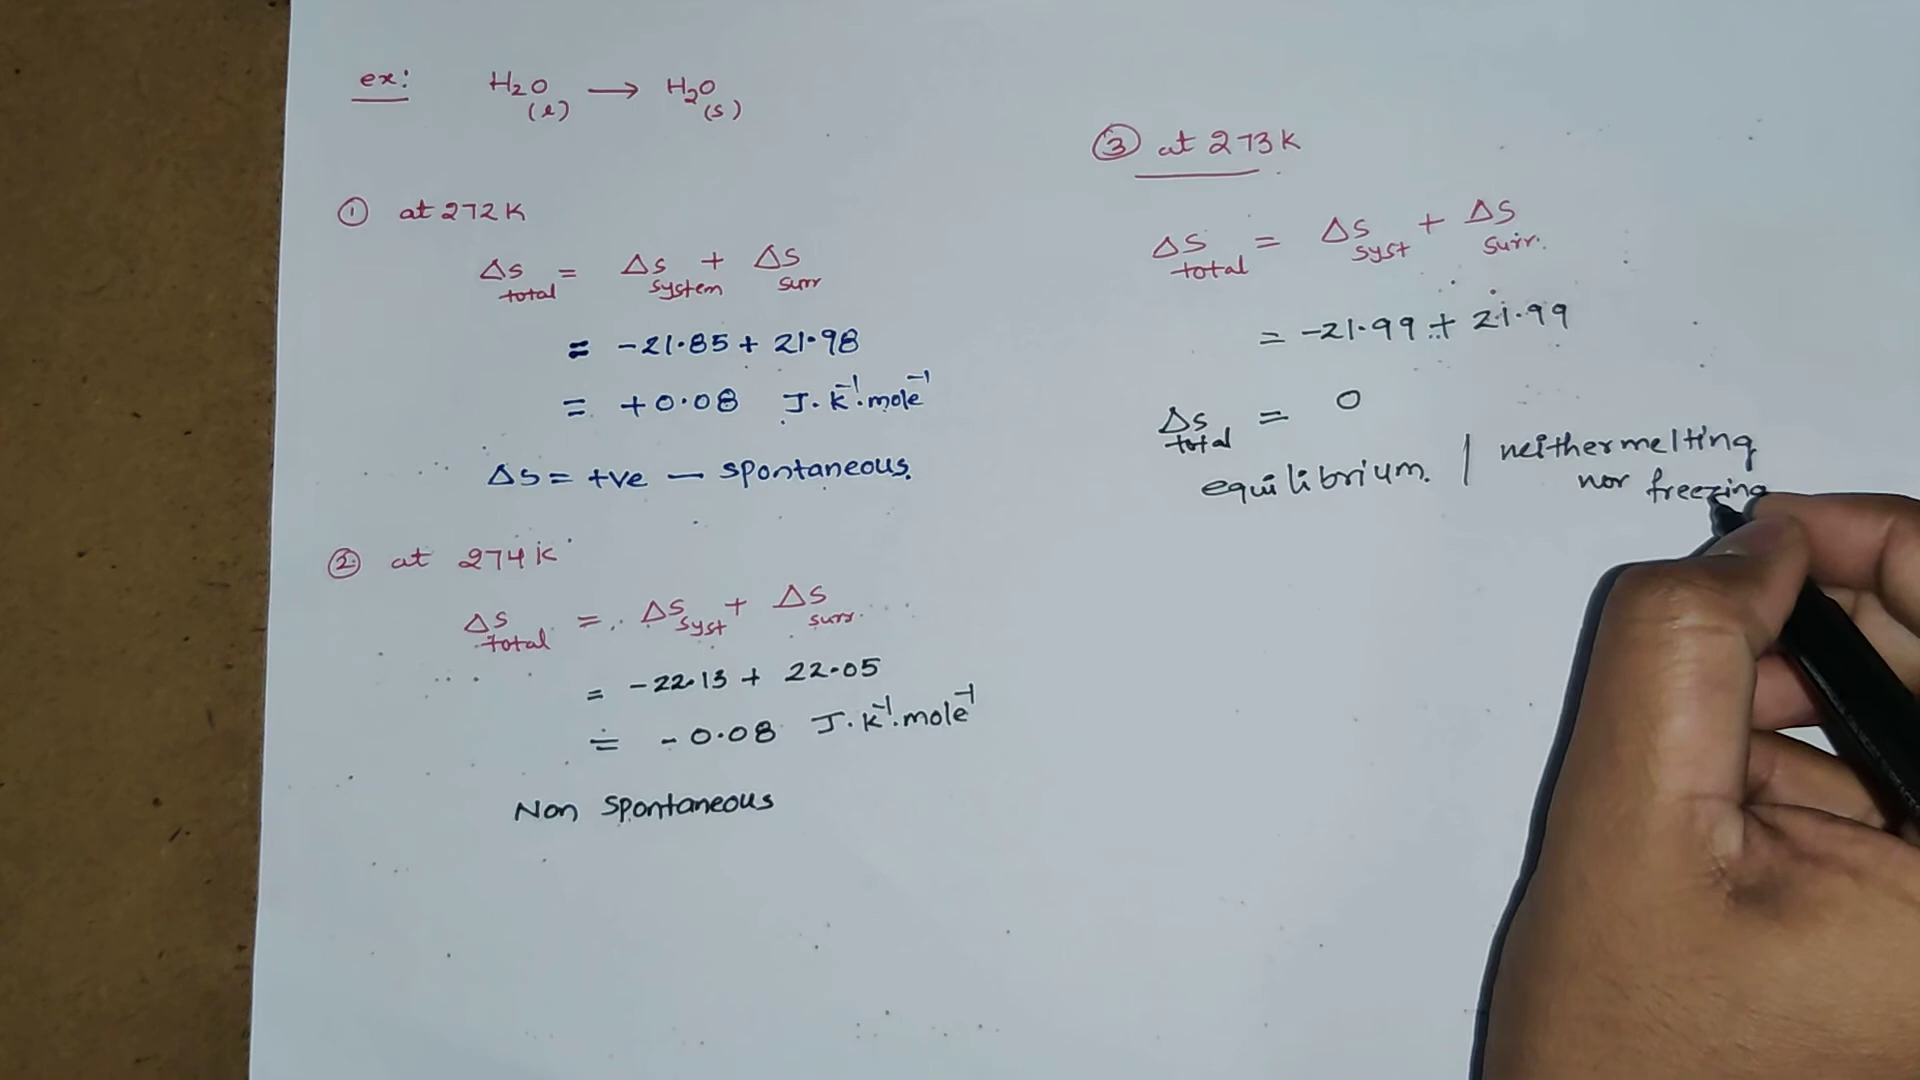 ex: H₂O(l) → H₂O(s)
① at 272K
ΔS total = ΔS system + ΔS surr
= -21.85 + 21.98
= +0.08 J.K⁻¹.mole⁻¹
ΔS = +ve — spontaneous.
② at 274K
ΔS total = ΔS syst + ΔS surr.
= -22.13 + 22.05
= -0.08 J.K⁻¹.mole⁻¹
Non spontaneous
③ at 273K
ΔS total = ΔS syst + ΔS surr.
= -21.99 + 21.99
ΔS total = 0
equilibrium. | neither melting
nor freezing